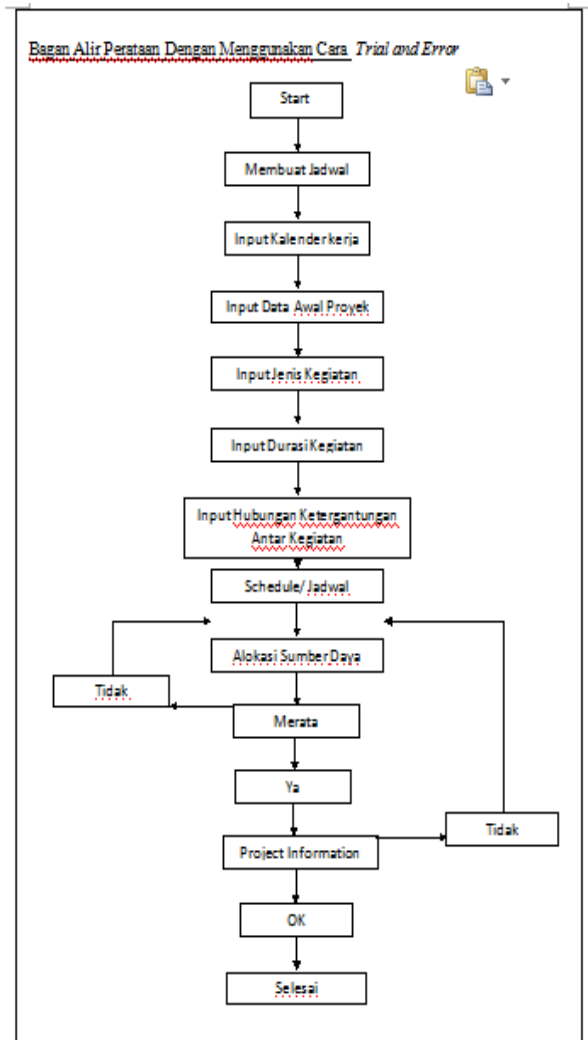 Bagan Alir Perataan Dengan Menggunakan Cara Trial and Error
Start
Membuat Jadwal
Input Kalender kerja
Input Data Awal Proyek
Input Jenis Kegiatan
Input Durasi Kegiatan
Input Hubungan Ketergantungan
Antar Kegiatan
Schedule/ Jadwal
Alokasi Sumber Daya
Tidak
Merata
Ya
Tidak
Project Information
OK
Selesai